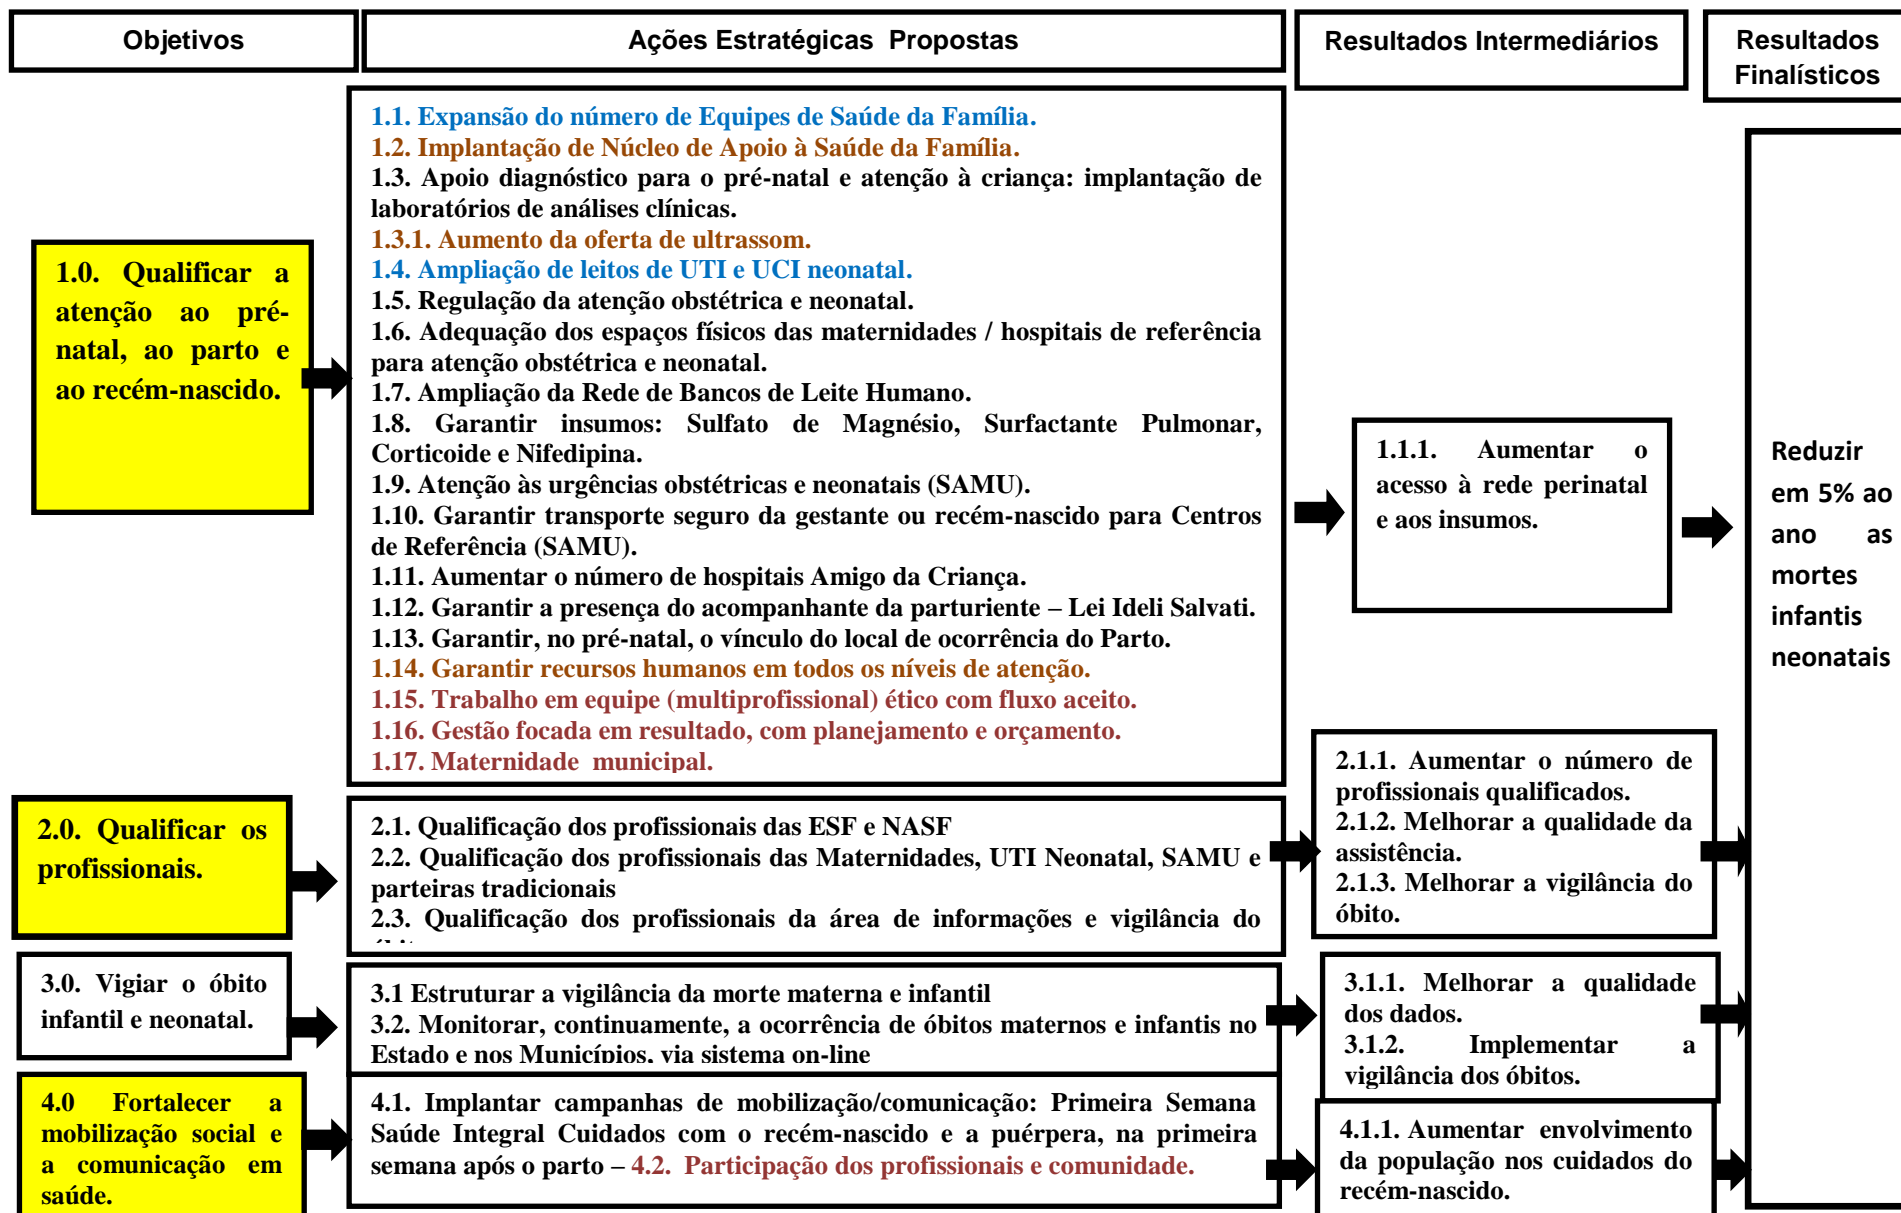 Objetivos
Ações Estratégicas Propostas
Resultados Intermediários
Resultados
Finalísticos
1.0. Qualificar a
atenção ao pré-
natal, ao parto e
ao recém-nascido.
1.1. Expansão do número de Equipes de Saúde da Família.
1.2. Implantação de Núcleo de Apoio à Saúde da Família.
1.3. Apoio diagnóstico para o pré-natal e atenção à criança: implantação de
laboratórios de análises clínicas.
1.3.1. Aumento da oferta de ultrassom.
1.4. Ampliação de leitos de UTI e UCI neonatal.
1.5. Regulação da atenção obstétrica e neonatal.
1.6. Adequação dos espaços físicos das maternidades / hospitais de referência
para atenção obstétrica e neonatal.
1.7. Ampliação da Rede de Bancos de Leite Humano.
1.8. Garantir insumos: Sulfato de Magnésio, Surfactante Pulmonar,
Corticoide e Nifedipina.
1.9. Atenção às urgências obstétricas e neonatais (SAMU).
1.10. Garantir transporte seguro da gestante ou recém-nascido para Centros
de Referência (SAMU).
1.11. Aumentar o número de hospitais Amigo da Criança.
1.12. Garantir a presença do acompanhante da parturiente – Lei Ideli Salvati.
1.13. Garantir, no pré-natal, o vínculo do local de ocorrência do Parto.
1.14. Garantir recursos humanos em todos os níveis de atenção.
1.15. Trabalho em equipe (multiprofissional) ético com fluxo aceito.
1.16. Gestão focada em resultado, com planejamento e orçamento.
1.17. Maternidade municipal.
1.1.1. Aumentar o
acesso à rede perinatal
e aos insumos.
Reduzir
em 5% ao
ano as
mortes
infantis
neonatais
2.0. Qualificar os
profissionais.
2.1. Qualificação dos profissionais das ESF e NASF
2.2. Qualificação dos profissionais das Maternidades, UTI Neonatal, SAMU e
parteiras tradicionais
2.3. Qualificação dos profissionais da área de informações e vigilância do
2.1.1. Aumentar o número de
profissionais qualificados.
2.1.2. Melhorar a qualidade da
assistência.
2.1.3. Melhorar a vigilância do
óbito.
3.0. Vigiar o óbito
infantil e neonatal.
3.1 Estruturar a vigilância da morte materna e infantil
3.2. Monitorar, continuamente, a ocorrência de óbitos maternos e infantis no
Estado e nos Municípios, via sistema on-line
3.1.1. Melhorar a qualidade
dos dados.
3.1.2. Implementar a
vigilância dos óbitos.
4.0 Fortalecer a
mobilização social e
a comunicação em
saúde.
4.1. Implantar campanhas de mobilização/comunicação: Primeira Semana
Saúde Integral Cuidados com o recém-nascido e a puérpera, na primeira
semana após o parto – 4.2. Participação dos profissionais e comunidade.
4.1.1. Aumentar envolvimento
da população nos cuidados do
recém-nascido.